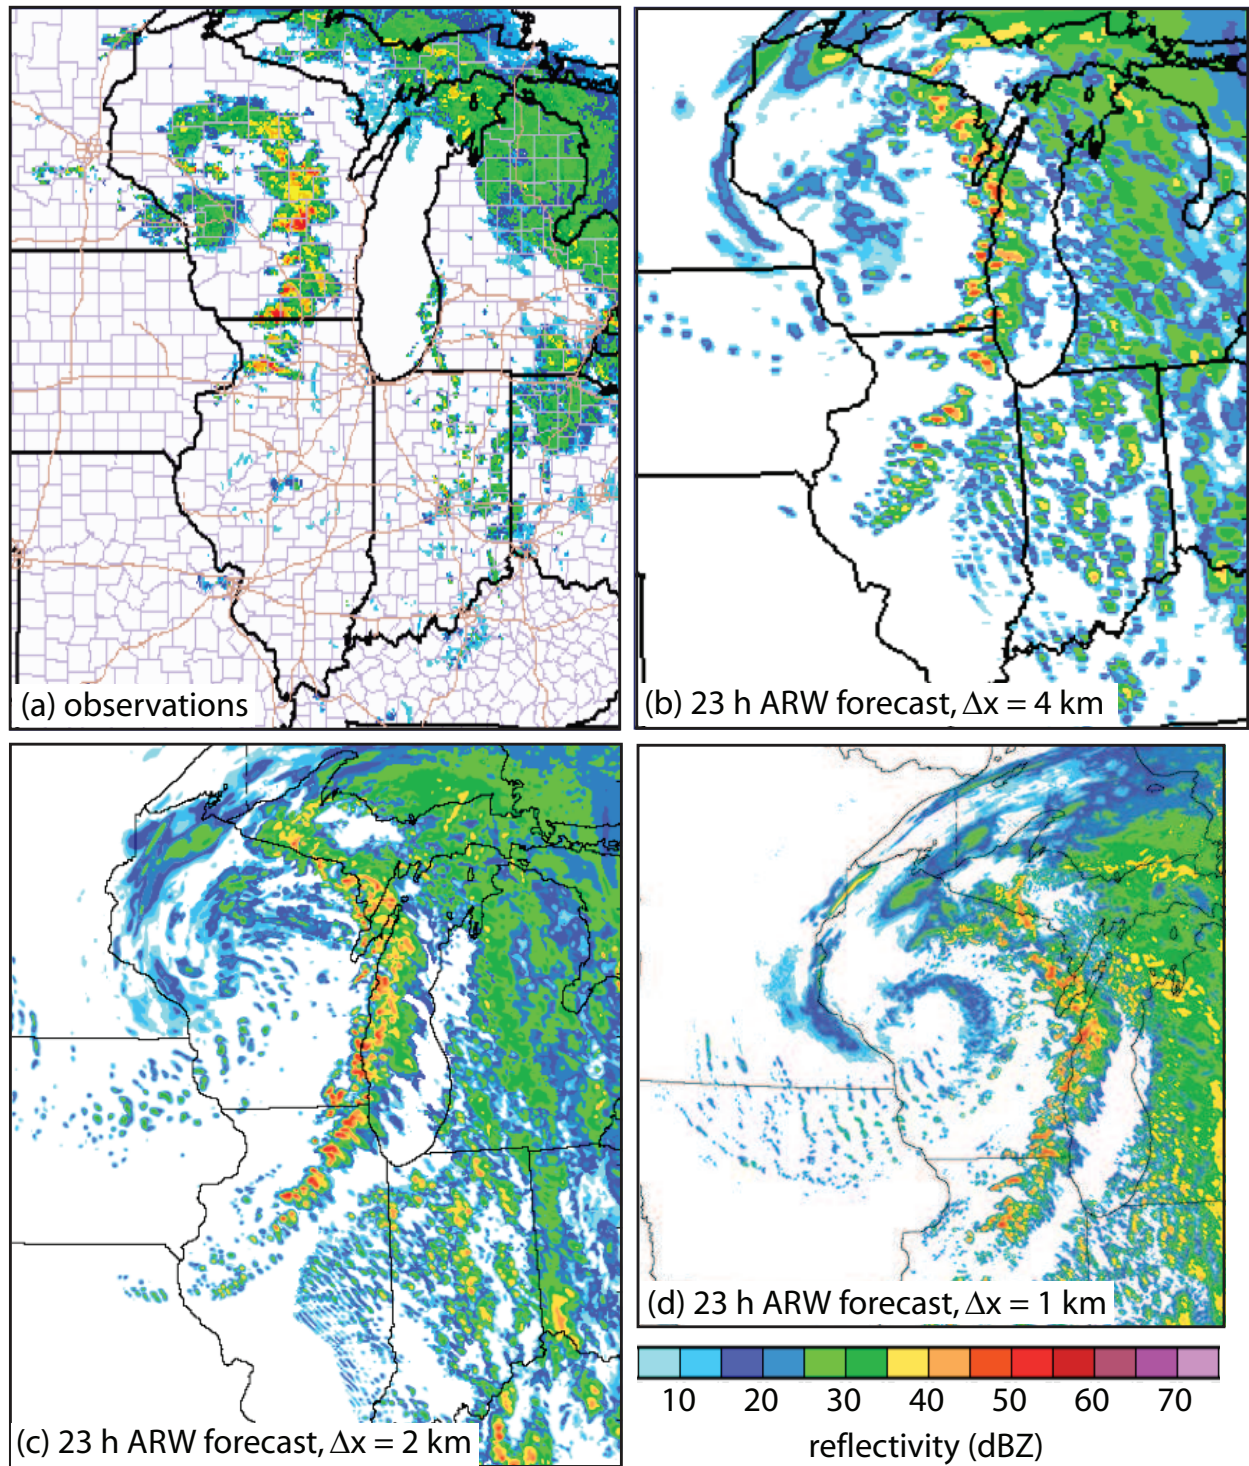 (a) observations
(b) 23 h ARW forecast, Δx = 4 km
(c) 23 h ARW forecast, Δx = 2 km
(d) 23 h ARW forecast, Δx = 1 km
10 20 30 40 50 60 70
reflectivity (dBZ)